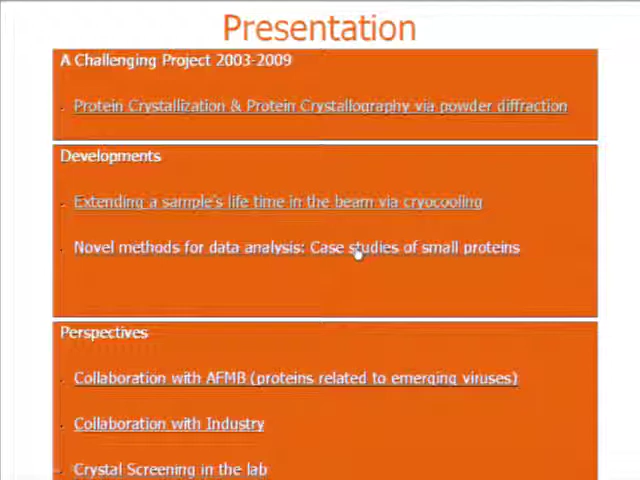 Presentation
A Challenging Project 2003-2009
Protein Crystallization & Protein Crystallography via powder diffraction
Developments
Extending a sample's life time in the beam via cryocooling
Novel methods for data analysis: Case studies of small proteins
Perspectives
Collaboration with AFMB (proteins related to emerging viruses)
Collaboration with Industry
Crystal Screening in the lab